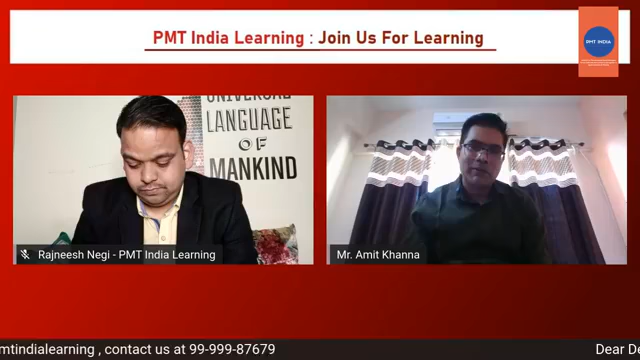 PMT India Learning : Join Us For Learning
PMT INDIA
UNIVERSAL
LANGUAGE
OF
MANKIND
Rajneesh Negi - PMT India Learning
Mr. Amit Khanna
mtindialearning , contact us at 99-999-87679
Dear De